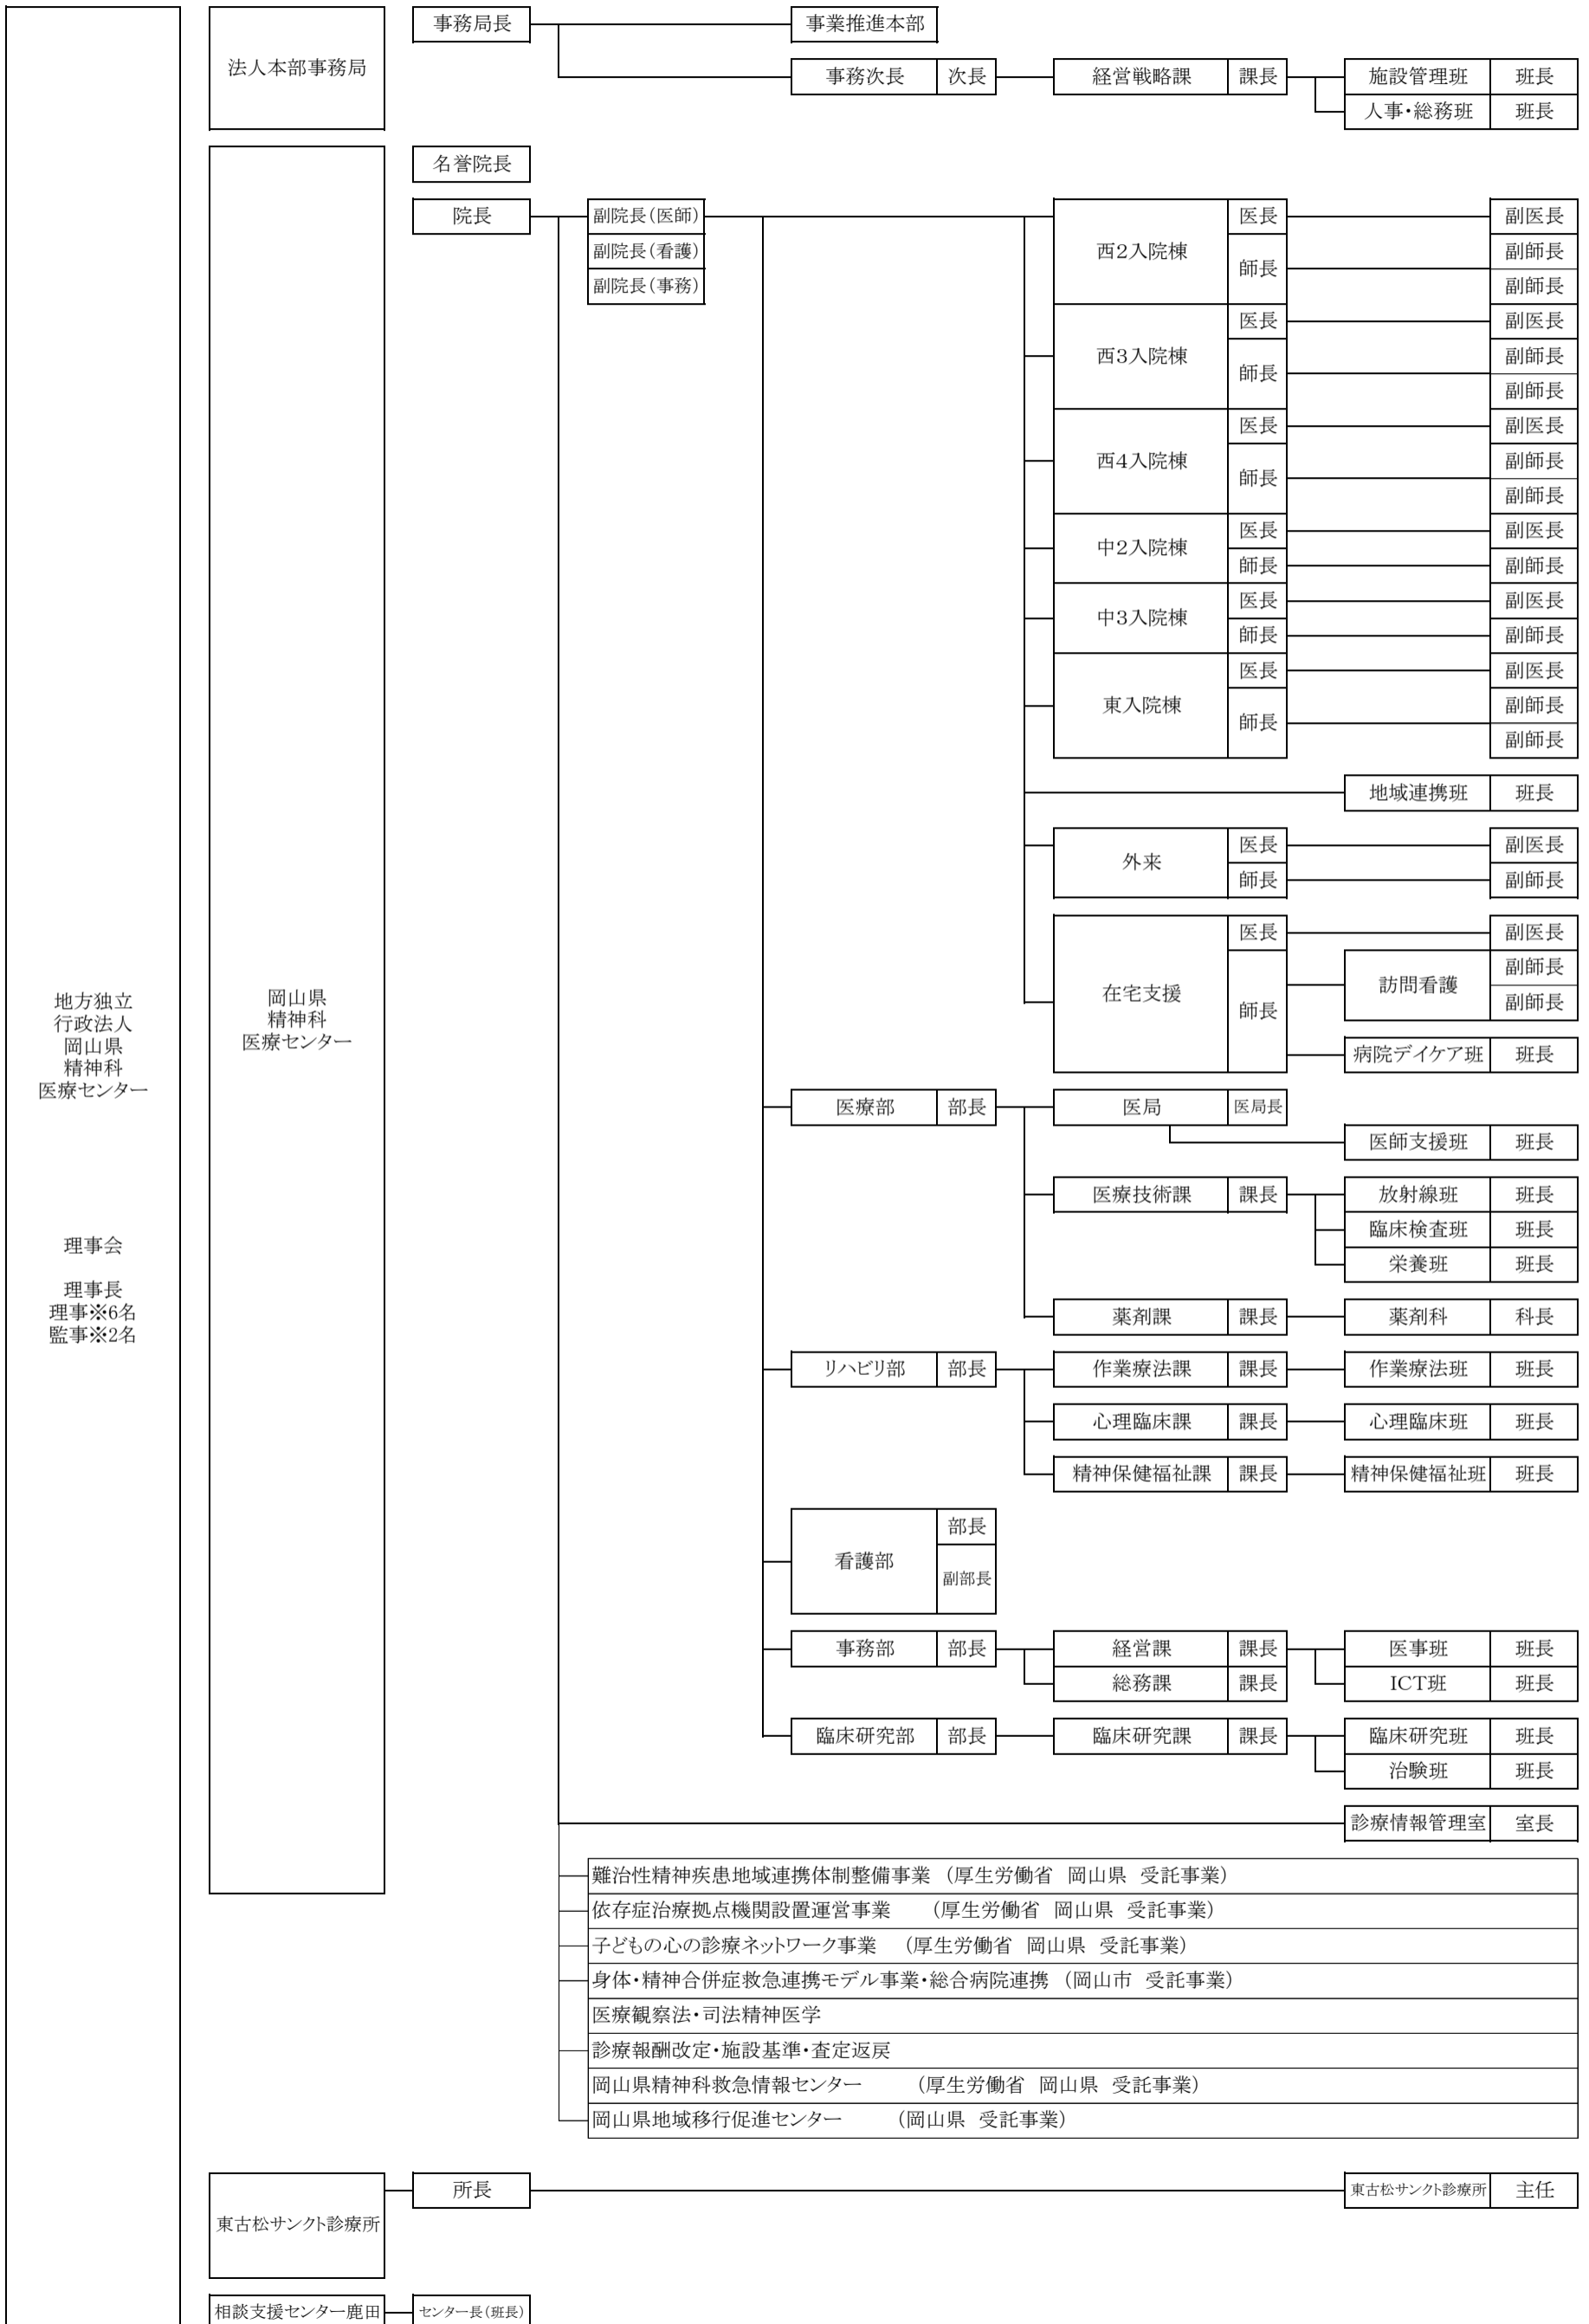 地方独立
行政法人
岡山県
精神科
医療センター
理事会
理事長
理事※6名
監事※2名
法人本部事務局
事務局長
事業推進本部
事務次長 次長 経営戦略課 課長 施設管理班 班長
人事・総務班 班長
岡山県
精神科
医療センター
名誉院長
院長
副院長（医師）
副院長（看護）
副院長（事務）
西2入院棟 医長 副医長
師長 副師長
副師長
西3入院棟 医長 副医長
師長 副師長
副師長
西4入院棟 医長 副医長
師長 副師長
副師長
中2入院棟 医長 副医長
師長 副師長
中3入院棟 医長 副医長
師長 副師長
東入院棟 医長 副医長
師長 副師長
副師長
地域連携班 班長
外来 医長 副医長
師長 副師長
在宅支援 医長 副医長
師長 訪問看護 副師長
副師長
病院デイケア班 班長
医療部 部長 医局 医局長
医師支援班 班長
医療技術課 課長 放射線班 班長
臨床検査班 班長
栄養班 班長
薬剤課 課長 薬剤科 科長
リハビリ部 部長 作業療法課 課長 作業療法班 班長
心理臨床課 課長 心理臨床班 班長
精神保健福祉課 課長 精神保健福祉班 班長
看護部 部長
副部長
事務部 部長 経営課 課長 医事班 班長
総務課 課長 ICT班 班長
臨床研究部 部長 臨床研究課 課長 臨床研究班 班長
治験班 班長
診療情報管理室 室長
難治性精神疾患地域連携体制整備事業 （厚生労働省 岡山県 受託事業）
依存症治療拠点機関設置運営事業 （厚生労働省 岡山県 受託事業）
子どもの心の診療ネットワーク事業 （厚生労働省 岡山県 受託事業）
身体・精神合併症救急連携モデル事業・総合病院連携 （岡山市 受託事業）
医療観察法・司法精神医学
診療報酬改定・施設基準・査定返戻
岡山県精神科救急情報センター （厚生労働省 岡山県 受託事業）
岡山県地域移行促進センター （岡山県 受託事業）
東古松サンクト診療所 所長 東古松サンクト診療所 主任
相談支援センター鹿田 センター長（班長）